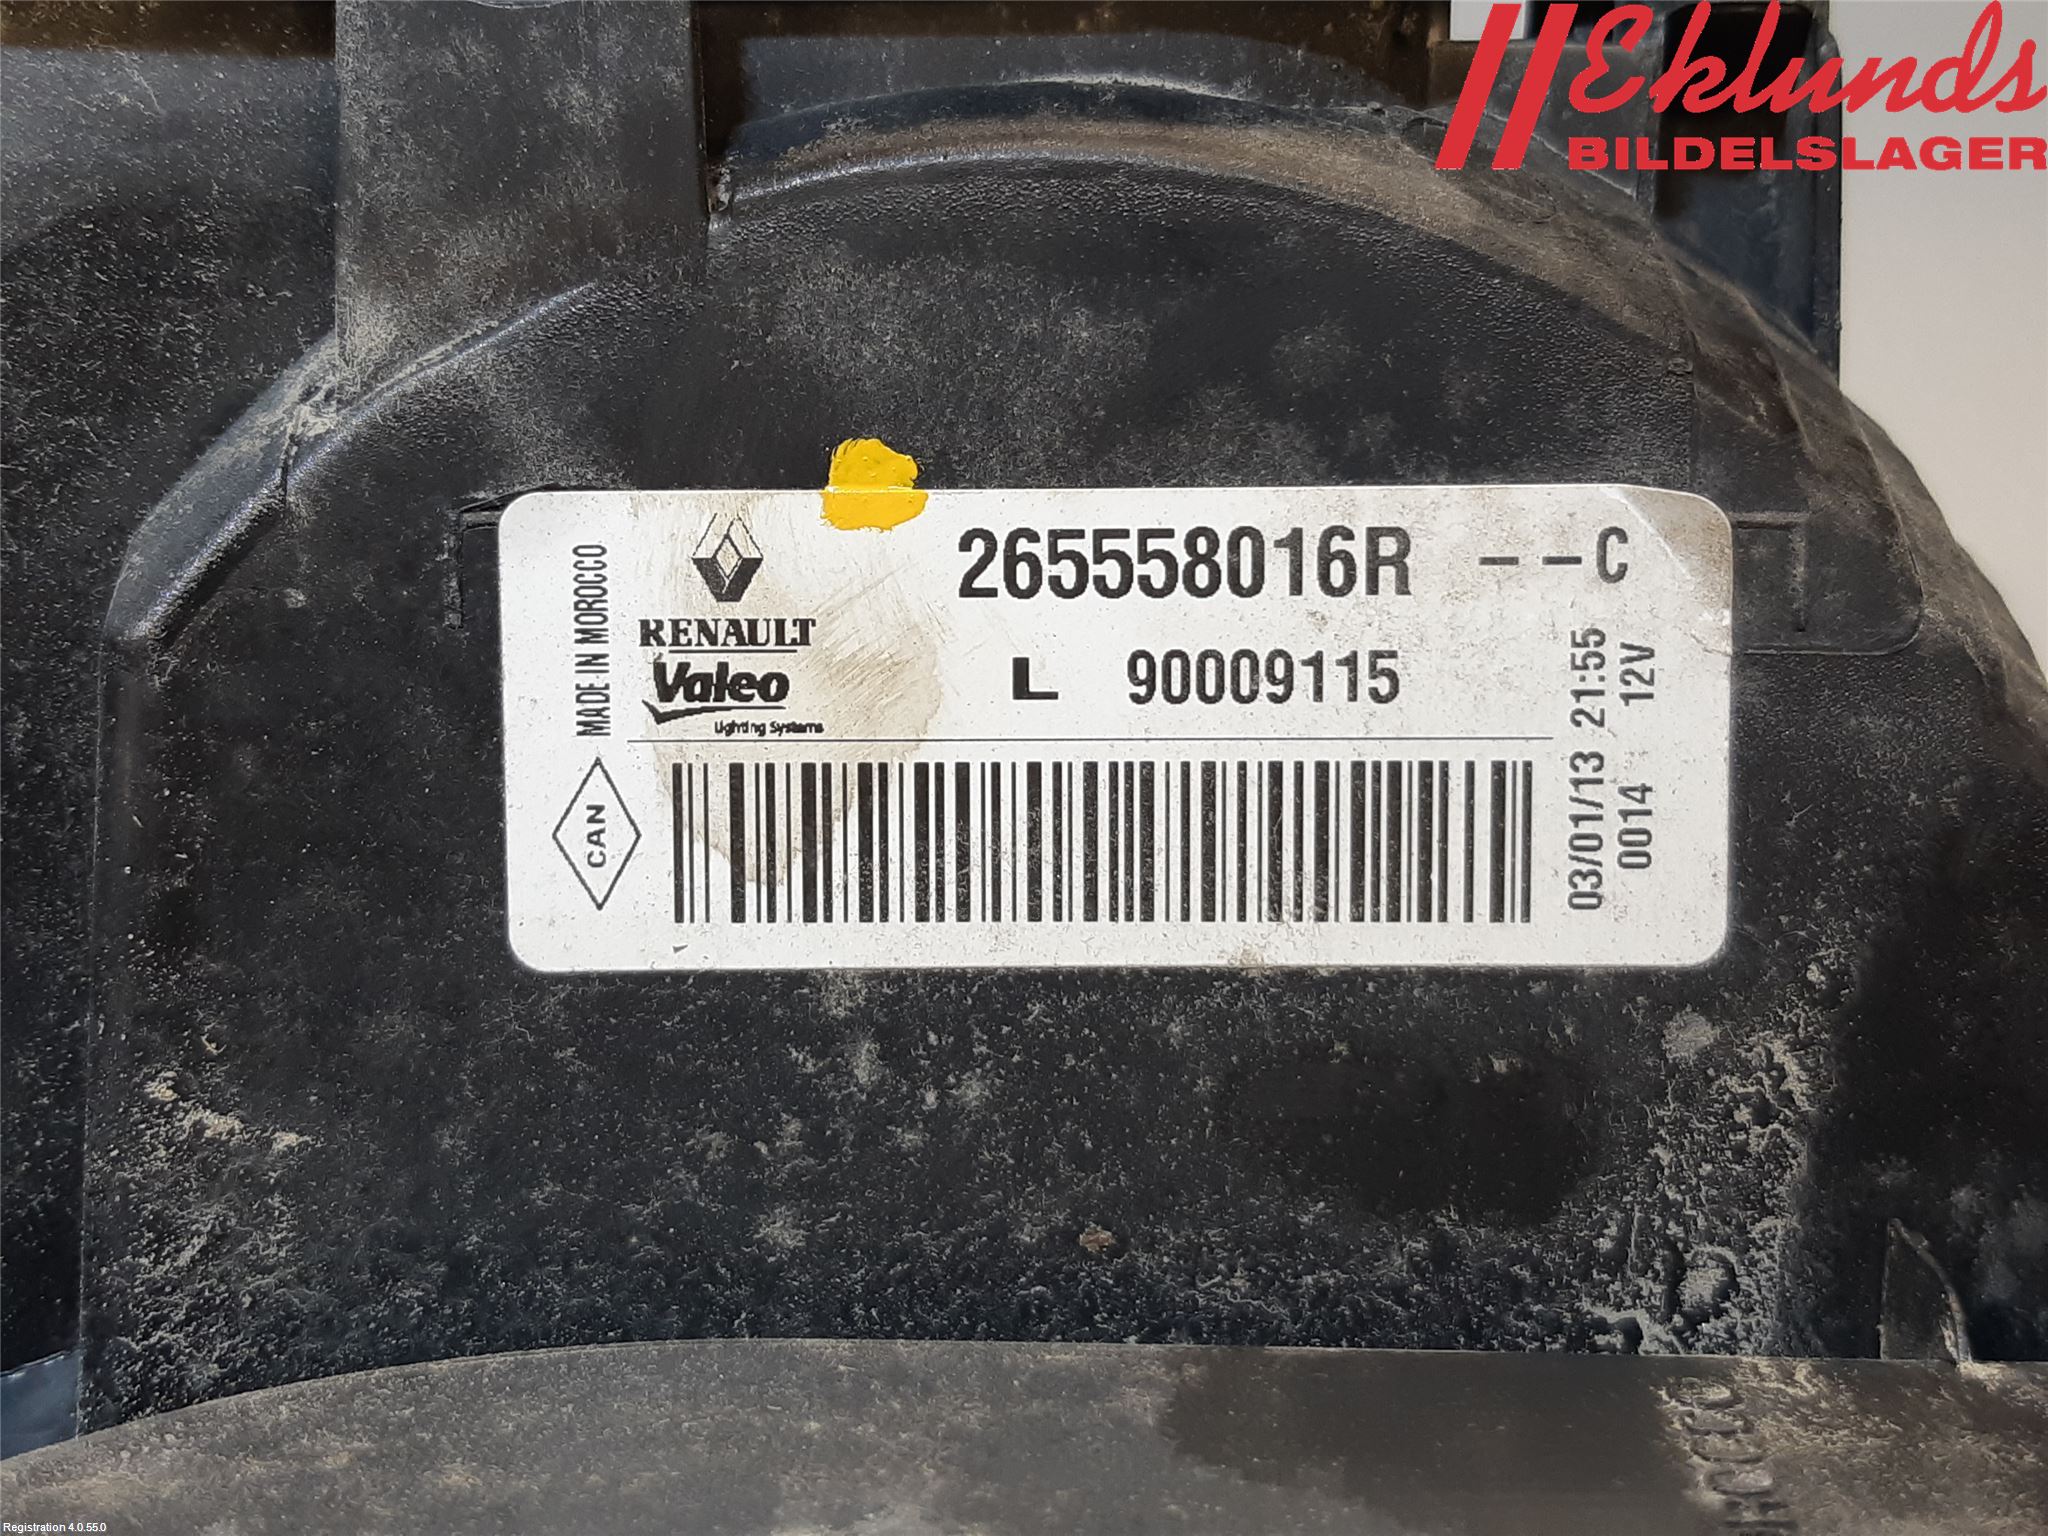 Eklunds
BILDELSLAGER
265558016R - - C
RENAULT
Valeo
Lighting Systems
L 90009115
MADE IN MOROCCO
CAN
03/01/13 21:55
0014 12V
Registration 4.0.55.0